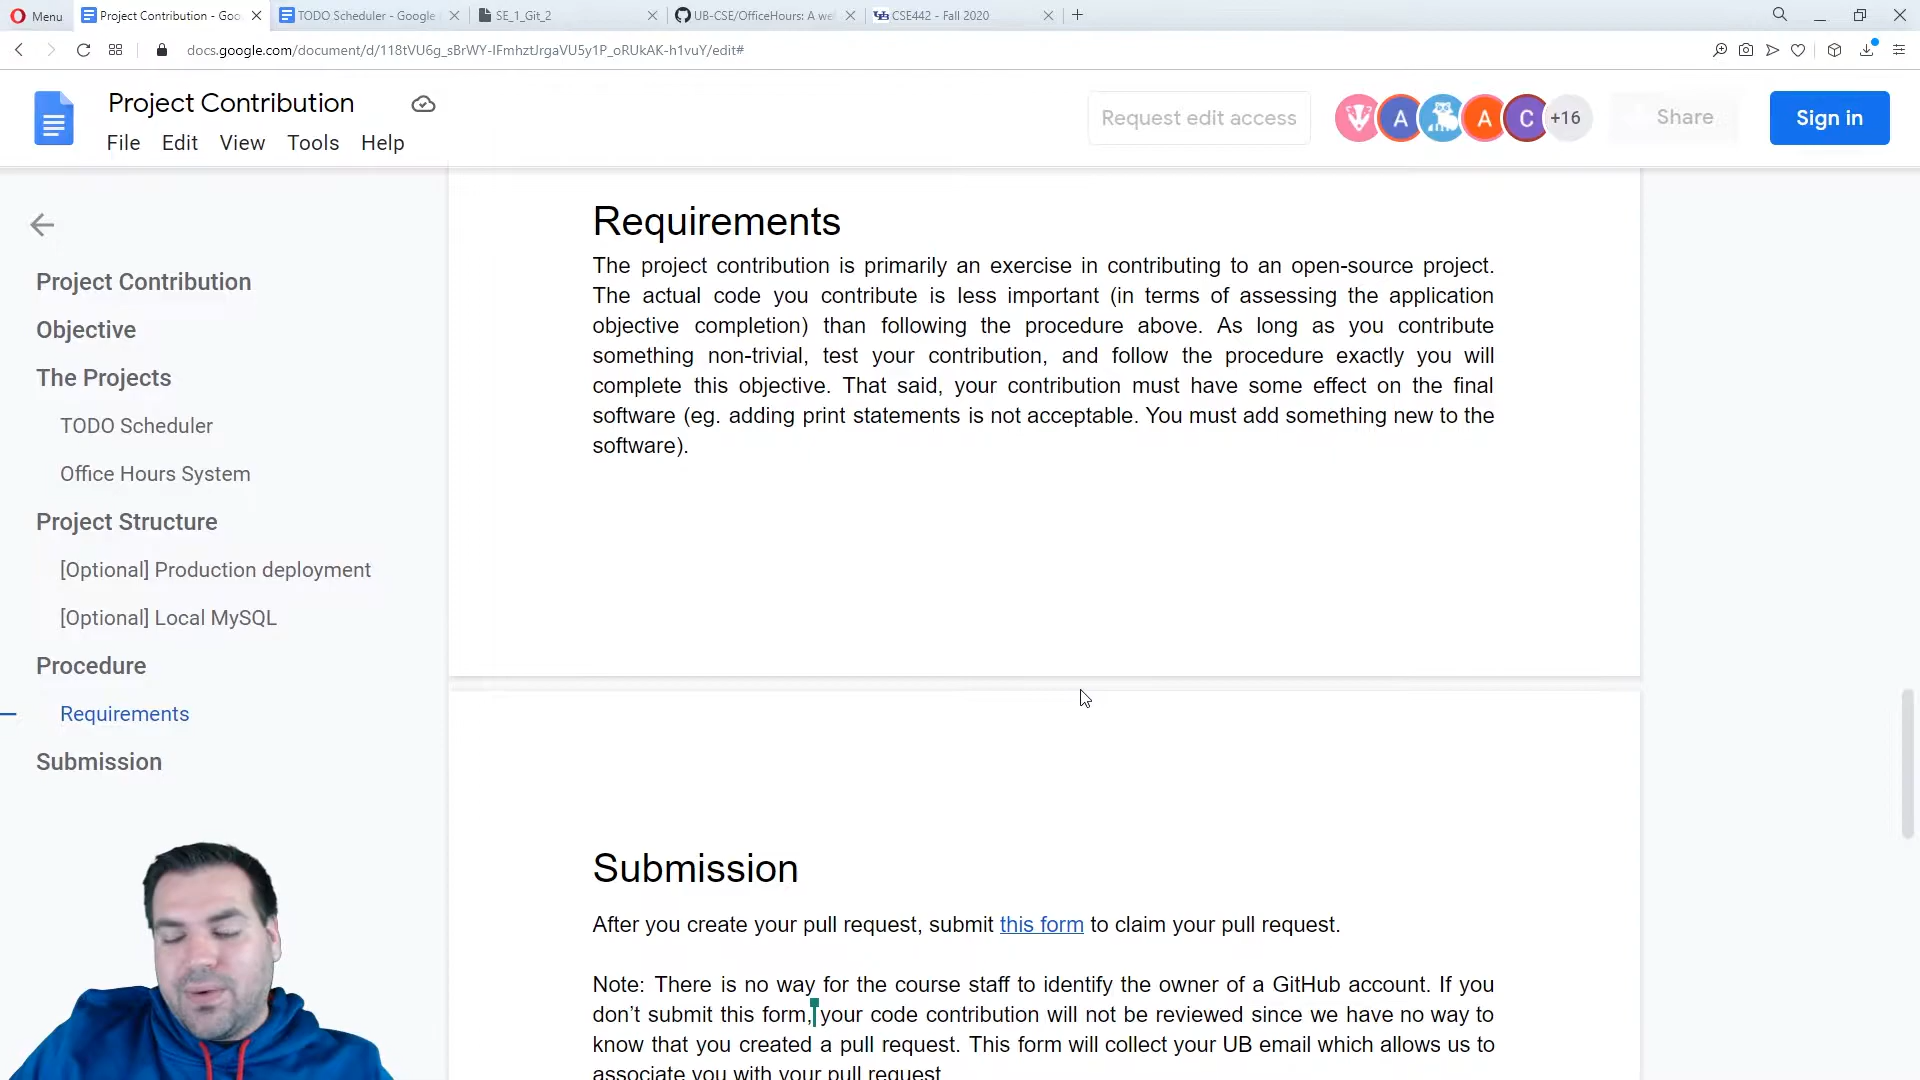 Menu
Project Contribution - Goo
TODO Scheduler - Google
SE_1_Git_2
UB-CSE/OfficeHours: A we
CSE442 - Fall 2020
docs.google.com/document/d/118tVU6g_sBrWY-IFmhztJrgaVU5y1P_oRUkAK-h1vuY/edit#
Project Contribution
File Edit View Tools Help
Request edit access
A
A
C
+16
Share
Sign in
Project Contribution
Objective
The Projects
TODO Scheduler
Office Hours System
Project Structure
[Optional] Production deployment
[Optional] Local MySQL
Procedure
Requirements
Submission
Requirements
The project contribution is primarily an exercise in contributing to an open-source project.
The actual code you contribute is less important (in terms of assessing the application
objective completion) than following the procedure above. As long as you contribute
something non-trivial, test your contribution, and follow the procedure exactly you will
complete this objective. That said, your contribution must have some effect on the final
software (eg. adding print statements is not acceptable. You must add something new to the
software).
Submission
After you create your pull request, submit this form to claim your pull request.
Note: There is no way for the course staff to identify the owner of a GitHub account. If you
don't submit this form, your code contribution will not be reviewed since we have no way to
know that you created a pull request. This form will collect your UB email which allows us to
associate you with your pull request